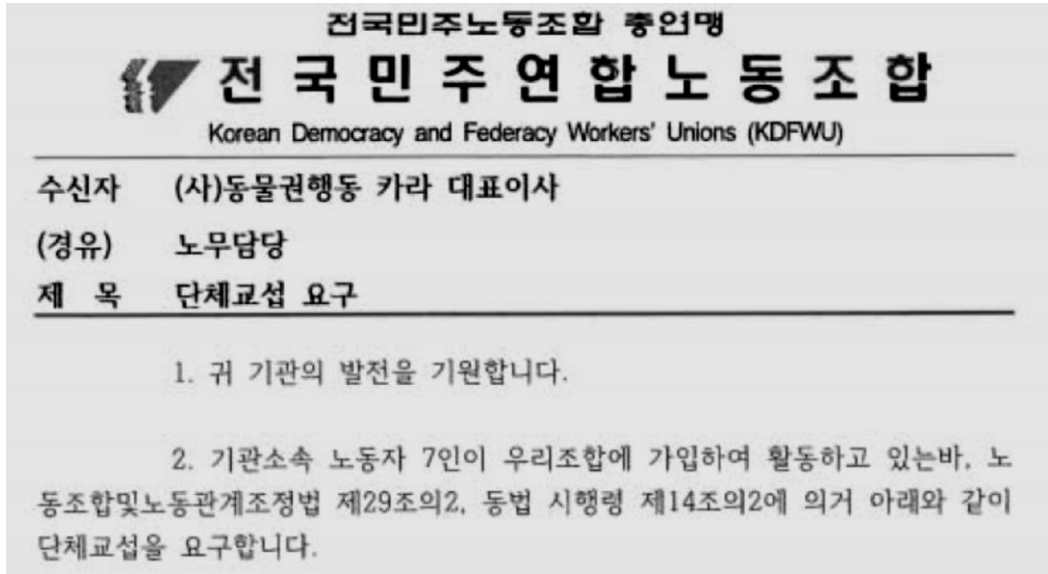 전국민주노동조합 총연맹
전국민주연합노동조합
Korean Democracy and Federacy Workers' Unions (KDFWU)
수신자 (사)동물권행동 카라 대표이사
(경유) 노무담당
제 목 단체교섭 요구
1. 귀 기관의 발전을 기원합니다.
2. 기관소속 노동자 7인이 우리조합에 가입하여 활동하고 있는바, 노
동조합및노동관계조정법 제29조의2, 동법 시행령 제14조의2에 의거 아래와 같이
단체교섭을 요구합니다.